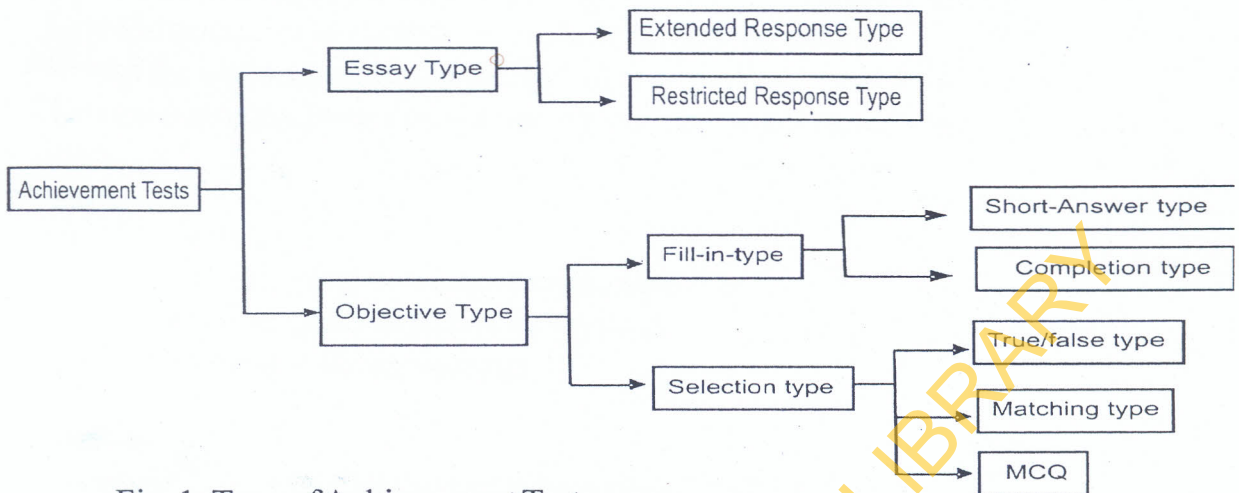 Extended Response Type
Essay Type
Restricted Response Type
Achievement Tests
Short-Answer type
Fill-in-type
Completion type
Objective Type
True/false type
Selection type
Matching type
MCQ
LIBRARY